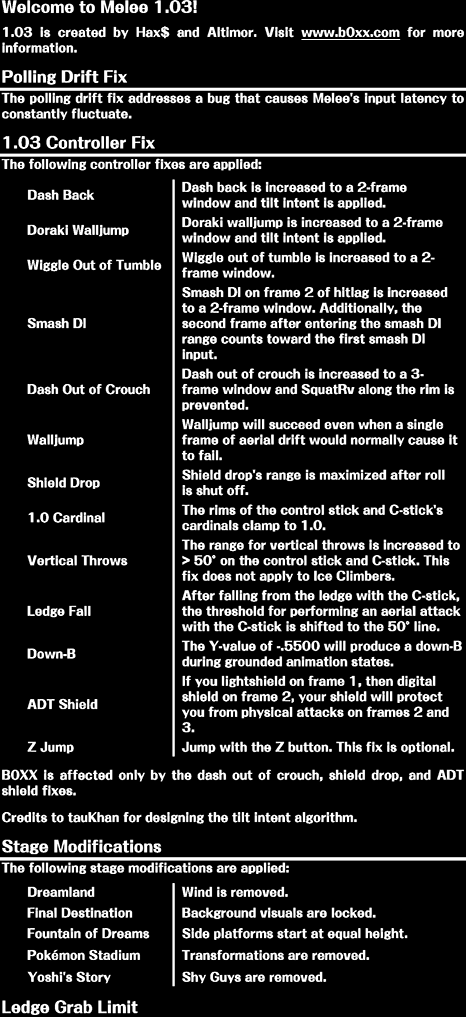 Welcome to Melee 1.03!
1.03 is created by Hax$ and Altimor. Visit www.b0xx.com for more
information.
Polling Drift Fix
The polling drift fix addresses a bug that causes Melee's input latency to
constantly fluctuate.
1.03 Controller Fix
The following controller fixes are applied:
Dash Back
Dash back is increased to a 2-frame
window and tilt intent is applied.
Doraki Walljump
Doraki walljump is increased to a 2-frame
window and tilt intent is applied.
Wiggle Out of Tumble
Wiggle out of tumble is increased to a 2-
frame window.
Smash DI
Smash DI on frame 2 of hitlag is increased
to a 2-frame window. Additionally, the
second frame after entering the smash DI
range counts toward the first smash DI
input.
Dash Out of Crouch
Dash out of crouch is increased to a 3-
frame window and SquatRv along the rim is
prevented.
Walljump
Walljump will succeed even when a single
frame of aerial drift would normally cause it
to fail.
Shield Drop
Shield drop's range is maximized after roll
is shut off.
1.0 Cardinal
The rims of the control stick and C-stick's
cardinals clamp to 1.0.
Vertical Throws
The range for vertical throws is increased to
> 50° on the control stick and C-stick. This
fix does not apply to Ice Climbers.
Ledge Fall
After falling from the ledge with the C-stick,
the threshold for performing an aerial attack
with the C-stick is shifted to the 50° line.
Down-B
The Y-value of -.5500 will produce a down-B
during grounded animation states.
ADT Shield
If you lightshield on frame 1, then digital
shield on frame 2, your shield will protect
you from physical attacks on frames 2 and
3.
Z Jump
Jump with the Z button. This fix is optional.
B0XX is affected only by the dash out of crouch, shield drop, and ADT
shield fixes.
Credits to tauKhan for designing the tilt intent algorithm.
Stage Modifications
The following stage modifications are applied:
Dreamland
Wind is removed.
Final Destination
Background visuals are locked.
Fountain of Dreams
Side platforms start at equal height.
Pokémon Stadium
Transformations are removed.
Yoshi's Story
Shy Guys are removed.
Ledge Grab Limit